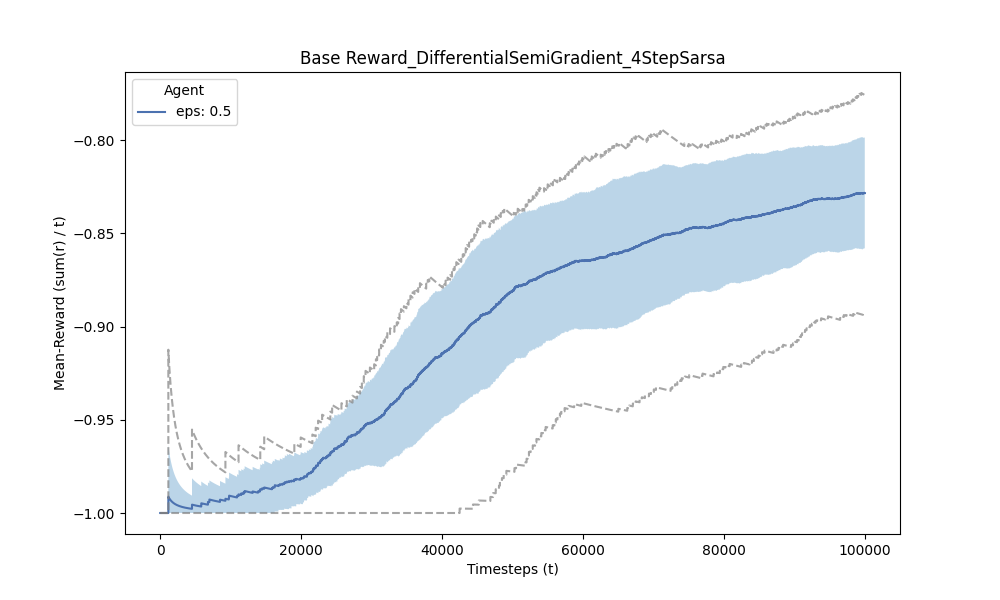 Base Reward_DifferentialSemiGradient_4StepSarsa
Agent
eps: 0.5
Mean-Reward (sum(r) / t)
−0.80
−0.85
−0.90
−0.95
−1.00
0 20000 40000 60000 80000 100000
Timesteps (t)